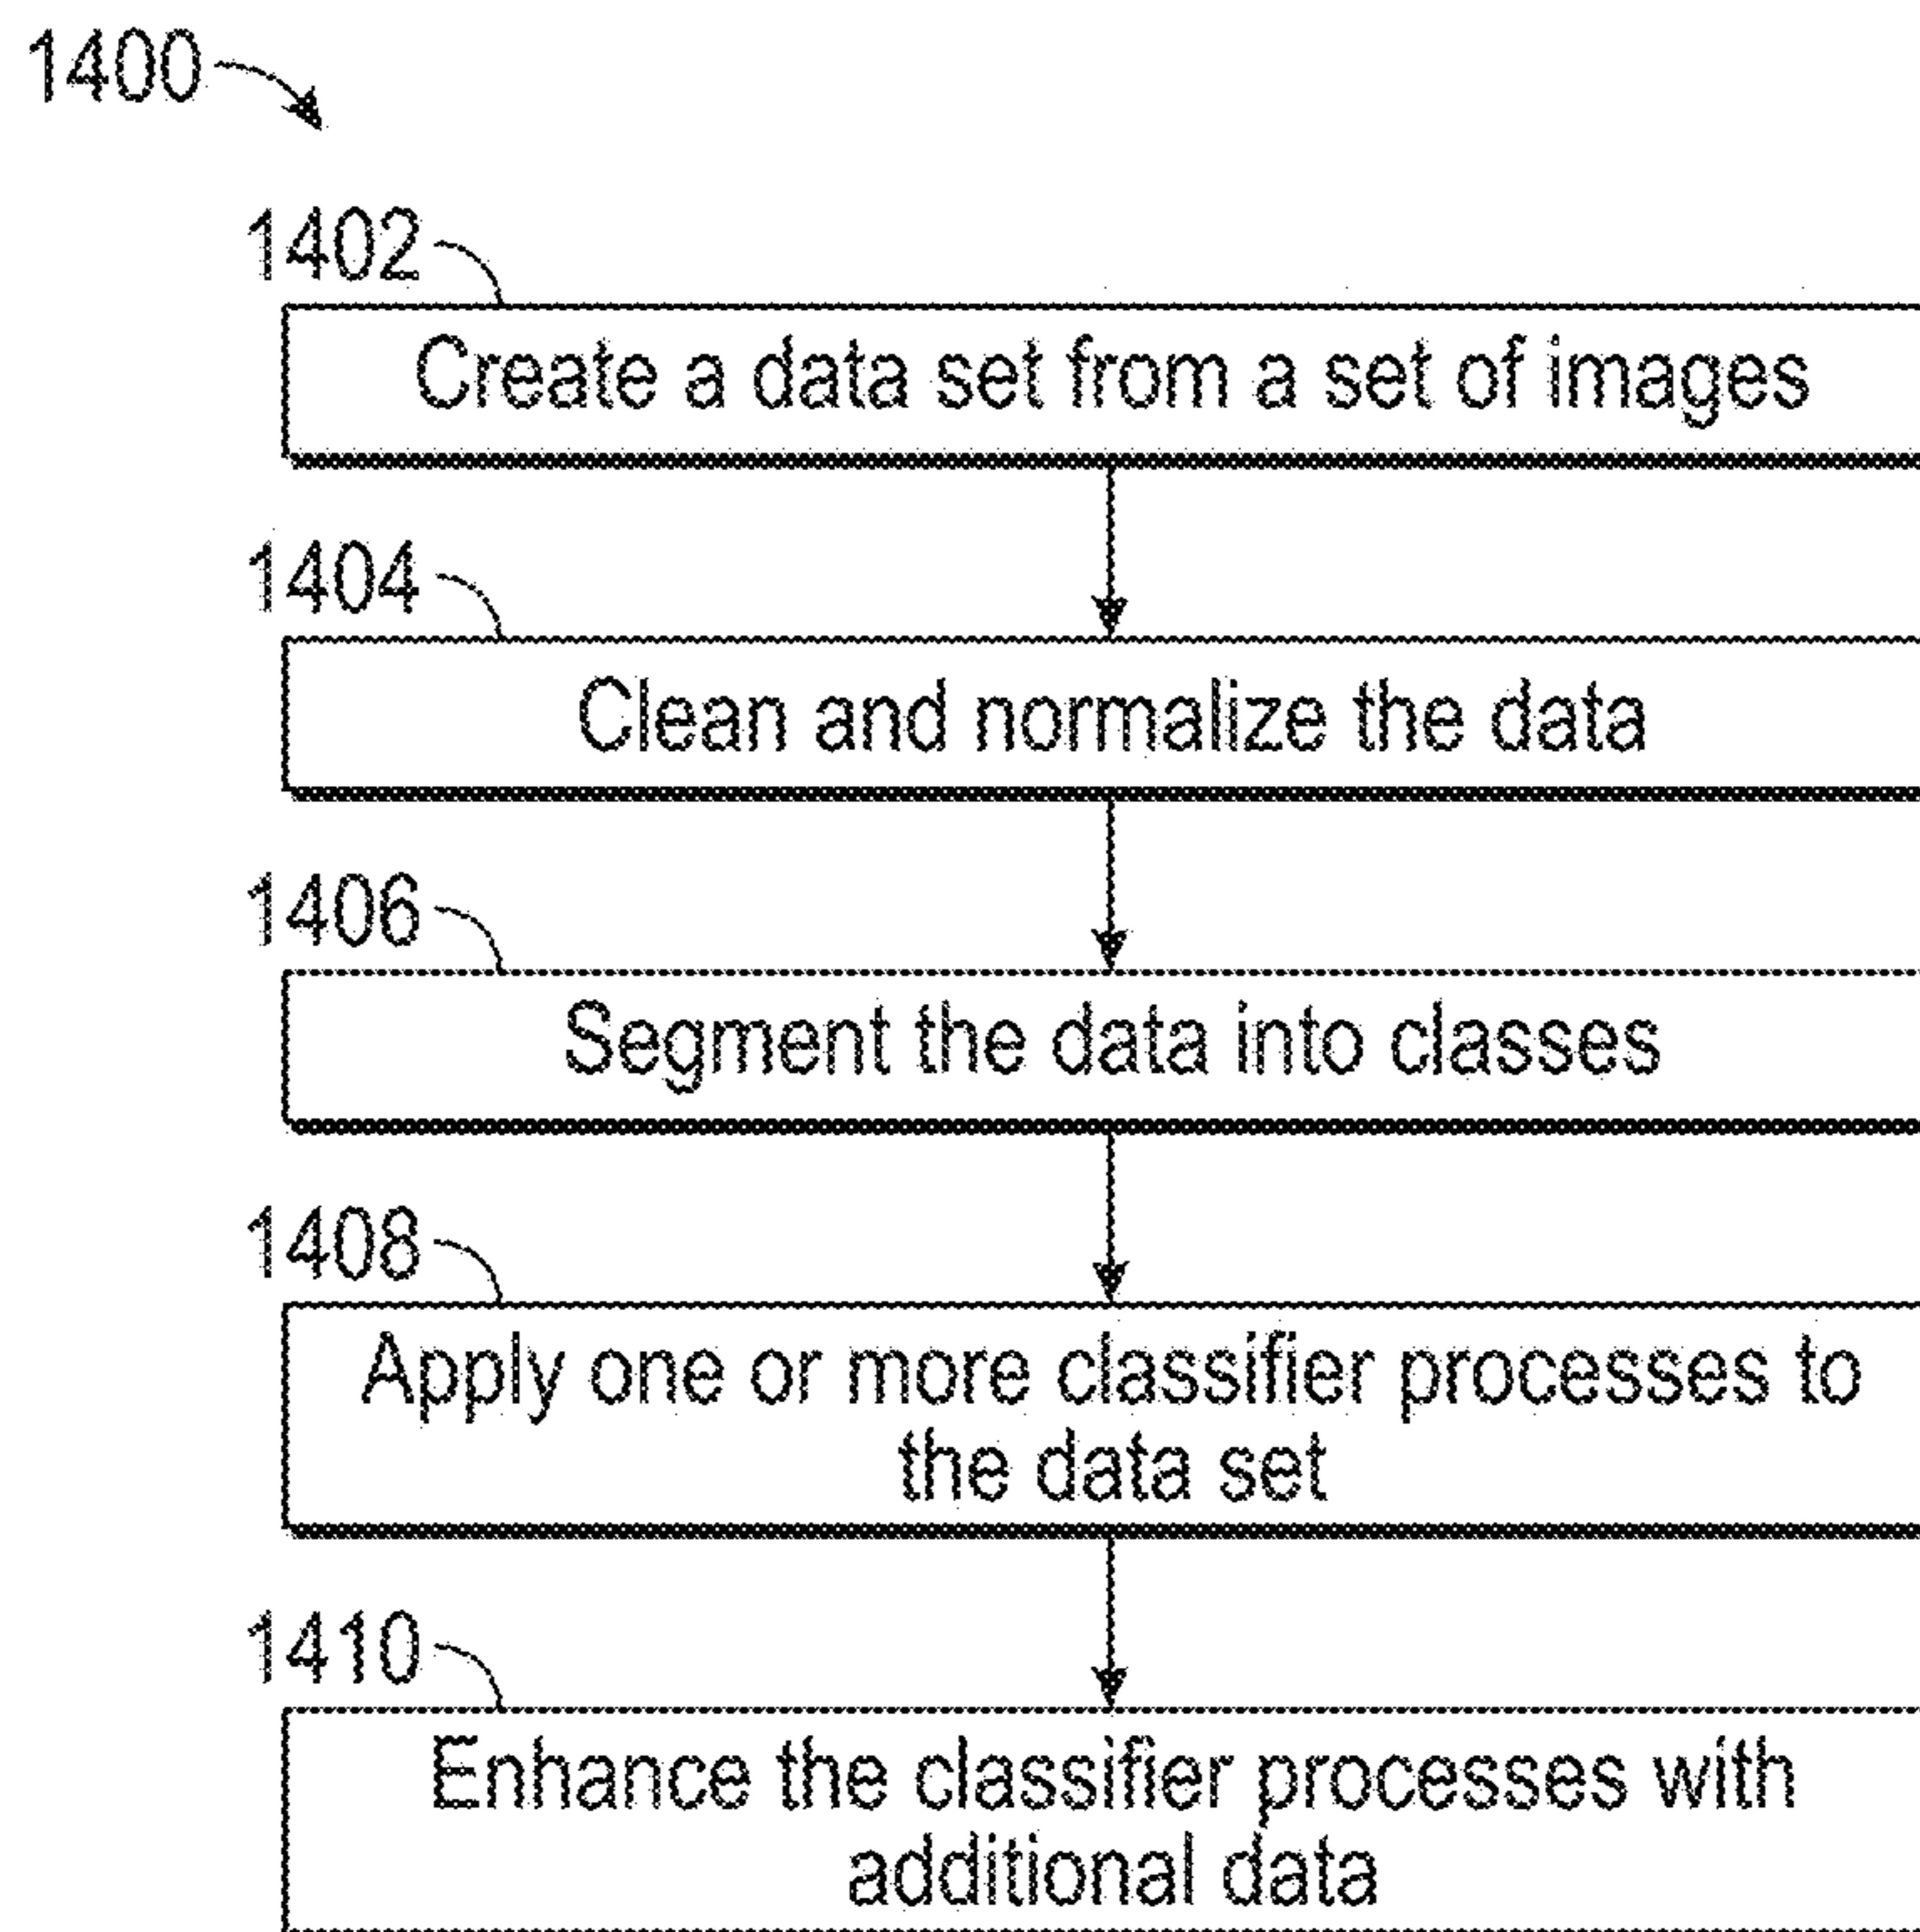 1400
1402
Create a data set from a set of images
1404
Clean and normalize the data
1406
Segment the data into classes
1408
Apply one or more classifier processes to
the data set
1410
Enhance the classifier processes with
additional data